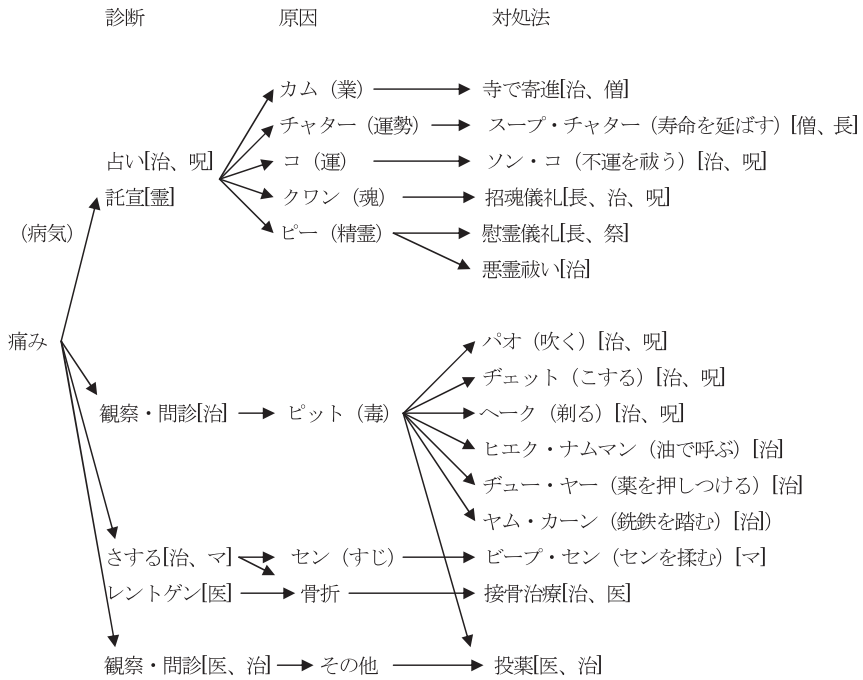 診断 原因 対処法
カム（業） 寺で寄進[治、僧]
チャター（運勢） スープ・チャター（寿命を延ばす）[僧、長]
占い[治、呪] コ（運） ソン・コ（不運を祓う）[治、呪]
託宣[霊] クワン（魂） 招魂儀礼[長、治、呪]
（病気） ピー（精霊） 慰霊儀礼[長、祭]
悪霊祓い[治]
痛み パオ（吹く）[治、呪]
ヂェット（こする）[治、呪]
観察・問診[治] ピット（毒） ヘーク（剃る）[治、呪]
ヒエク・ナムマン（油で呼ぶ）[治]
ヂュー・ヤー（薬を押しつける）[治]
ヤム・カーン（銑鉄を踏む）[治]）
さする[治、マ] セン（すじ） ビープ・セン（センを揉む）[マ]
レントゲン[医] 骨折 接骨治療[治、医]
観察・問診[医、治] その他 投薬[医、治]